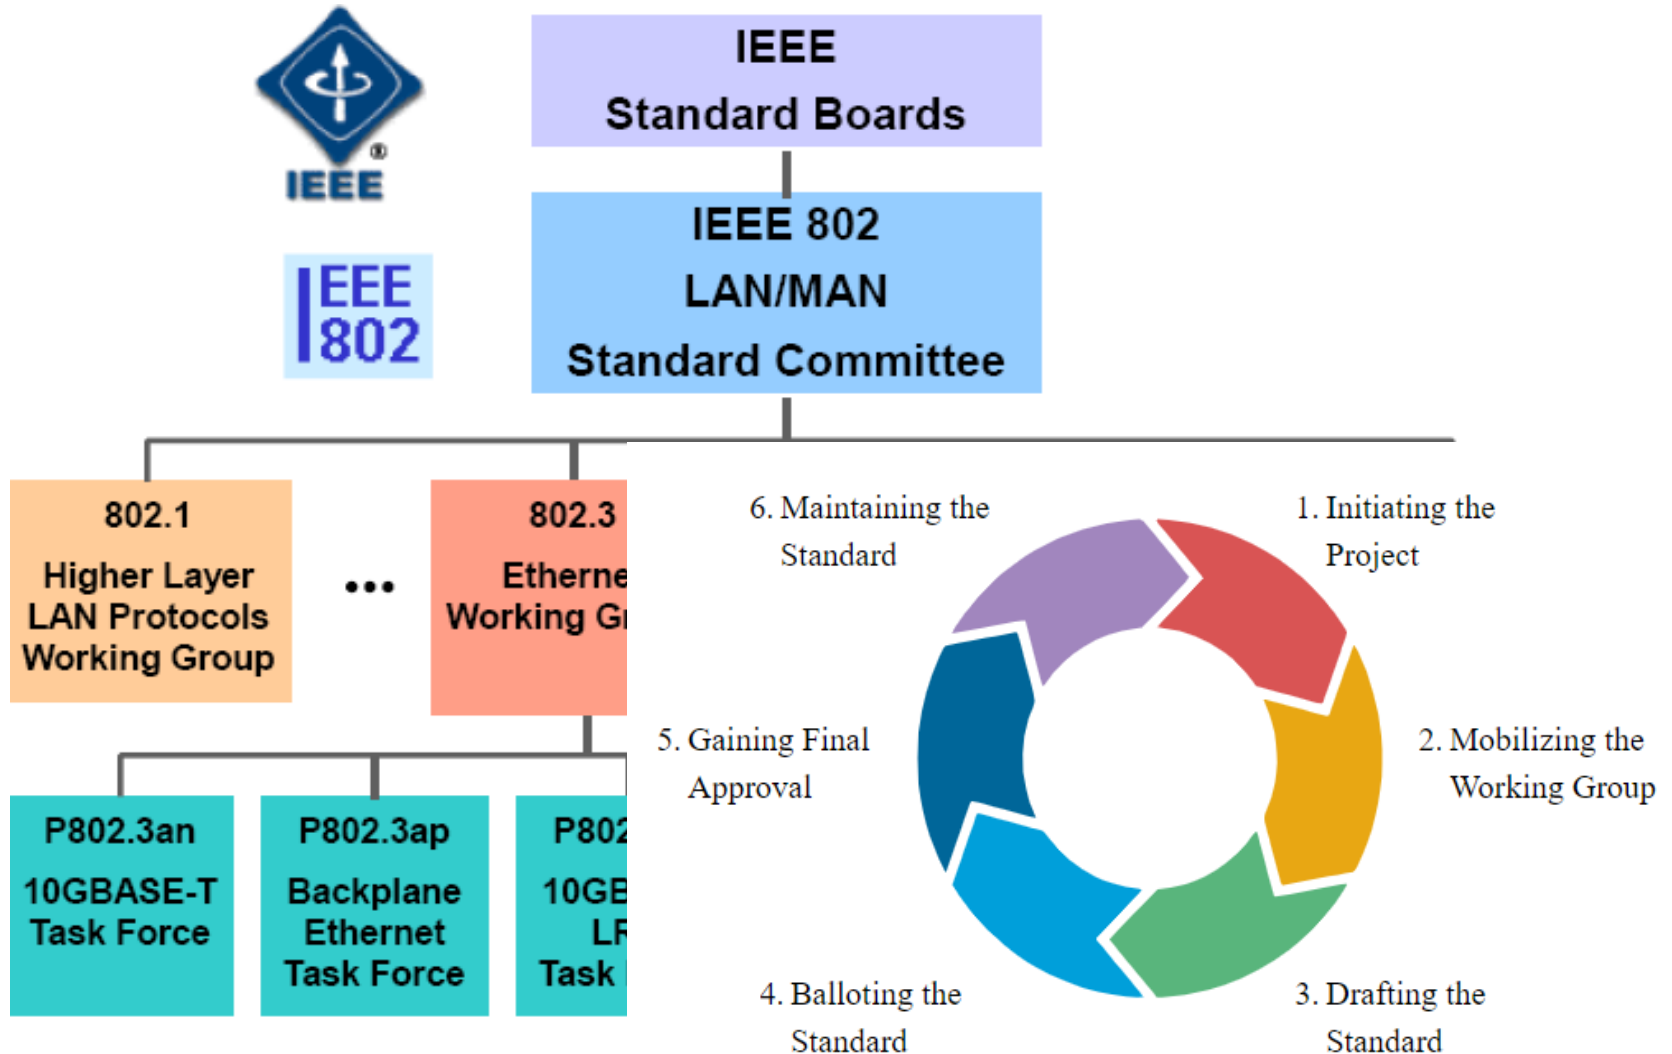 IEEE
Standard Boards
®
IEEE
IEEE 802
LAN/MAN
Standard Committee
IEEE
802
802.1
Higher Layer
LAN Protocols
Working Group
...
802.3
Working
P802.3an
10GBASE-T
Task Force
P802.3ap
Backplane
Ethernet
Task Force
Task
6. Maintaining the
Standard
1. Initiating the
Project
5. Gaining Final
Approval
2. Mobilizing the
Working Group
4. Balloting the
Standard
3. Drafting the
Standard